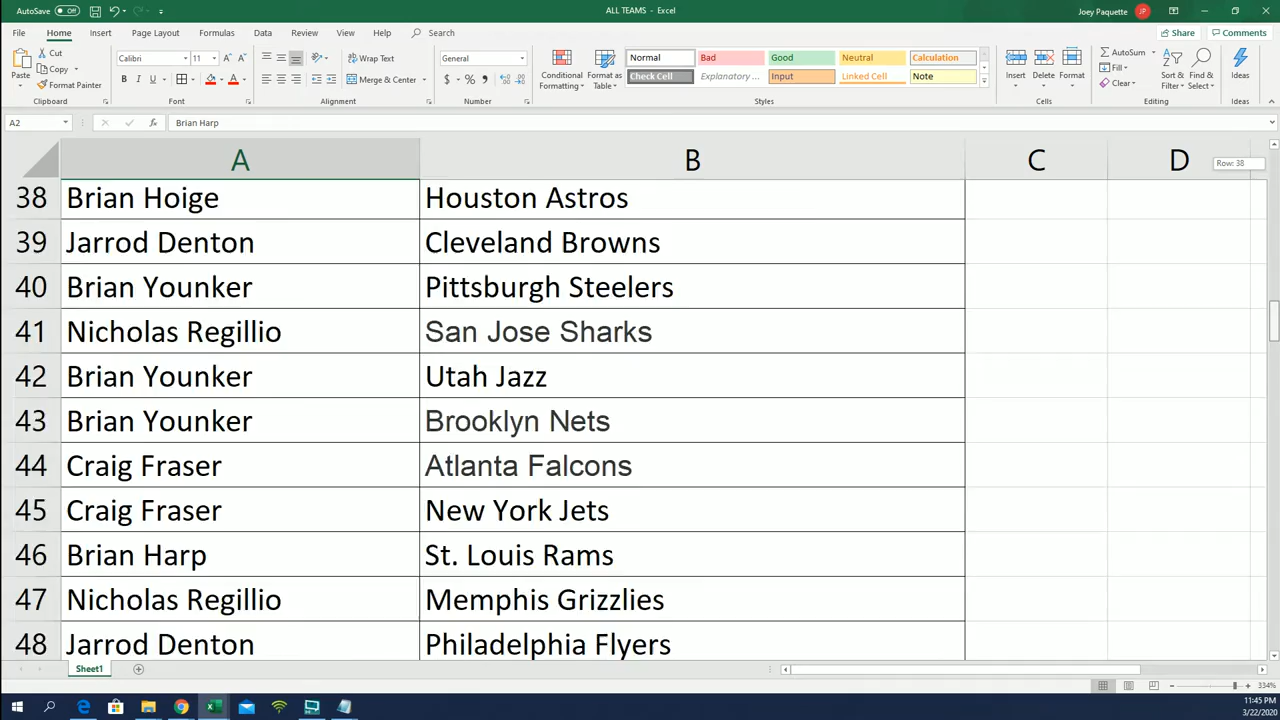 AutoSave Off ALL TEAMS - Excel Joey Paquette JP
File Home Insert Page Layout Formulas Data Review View Help Search Share Comments
Paste Cut Copy Format Painter Clipboard
Calibri 11 A A B I U A Font
Wrap Text Merge & Center Alignment
General $ % , Number
Conditional Formatting Format as Table
Normal Bad Good Neutral Calculation
Check Cell Explanatory ... Input Linked Cell Note
Styles
Insert Delete Format Cells
AutoSum Fill Clear Sort & Filter Find & Select Editing
Ideas Ideas
A2 fx Brian Harp
A B C D Row: 38
38 Brian Hoige Houston Astros
39 Jarrod Denton Cleveland Browns
40 Brian Younker Pittsburgh Steelers
41 Nicholas Regillio San Jose Sharks
42 Brian Younker Utah Jazz
43 Brian Younker Brooklyn Nets
44 Craig Fraser Atlanta Falcons
45 Craig Fraser New York Jets
46 Brian Harp St. Louis Rams
47 Nicholas Regillio Memphis Grizzlies
48 Jarrod Denton Philadelphia Flyers
Sheet1
334%
11:45 PM
3/22/2020